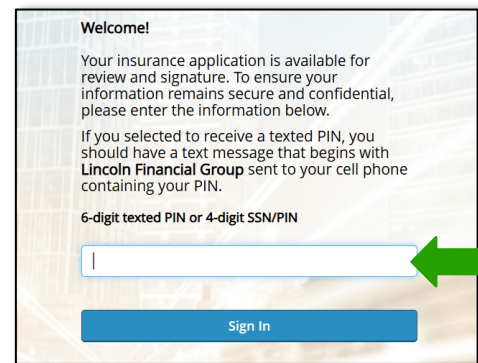 Welcome!
Your insurance application is available for
review and signature. To ensure your
information remains secure and confidential,
please enter the information below.
If you selected to receive a texted PIN, you
should have a text message that begins with
Lincoln Financial Group sent to your cell phone
containing your PIN.
6-digit texted PIN or 4-digit SSN/PIN
Sign In